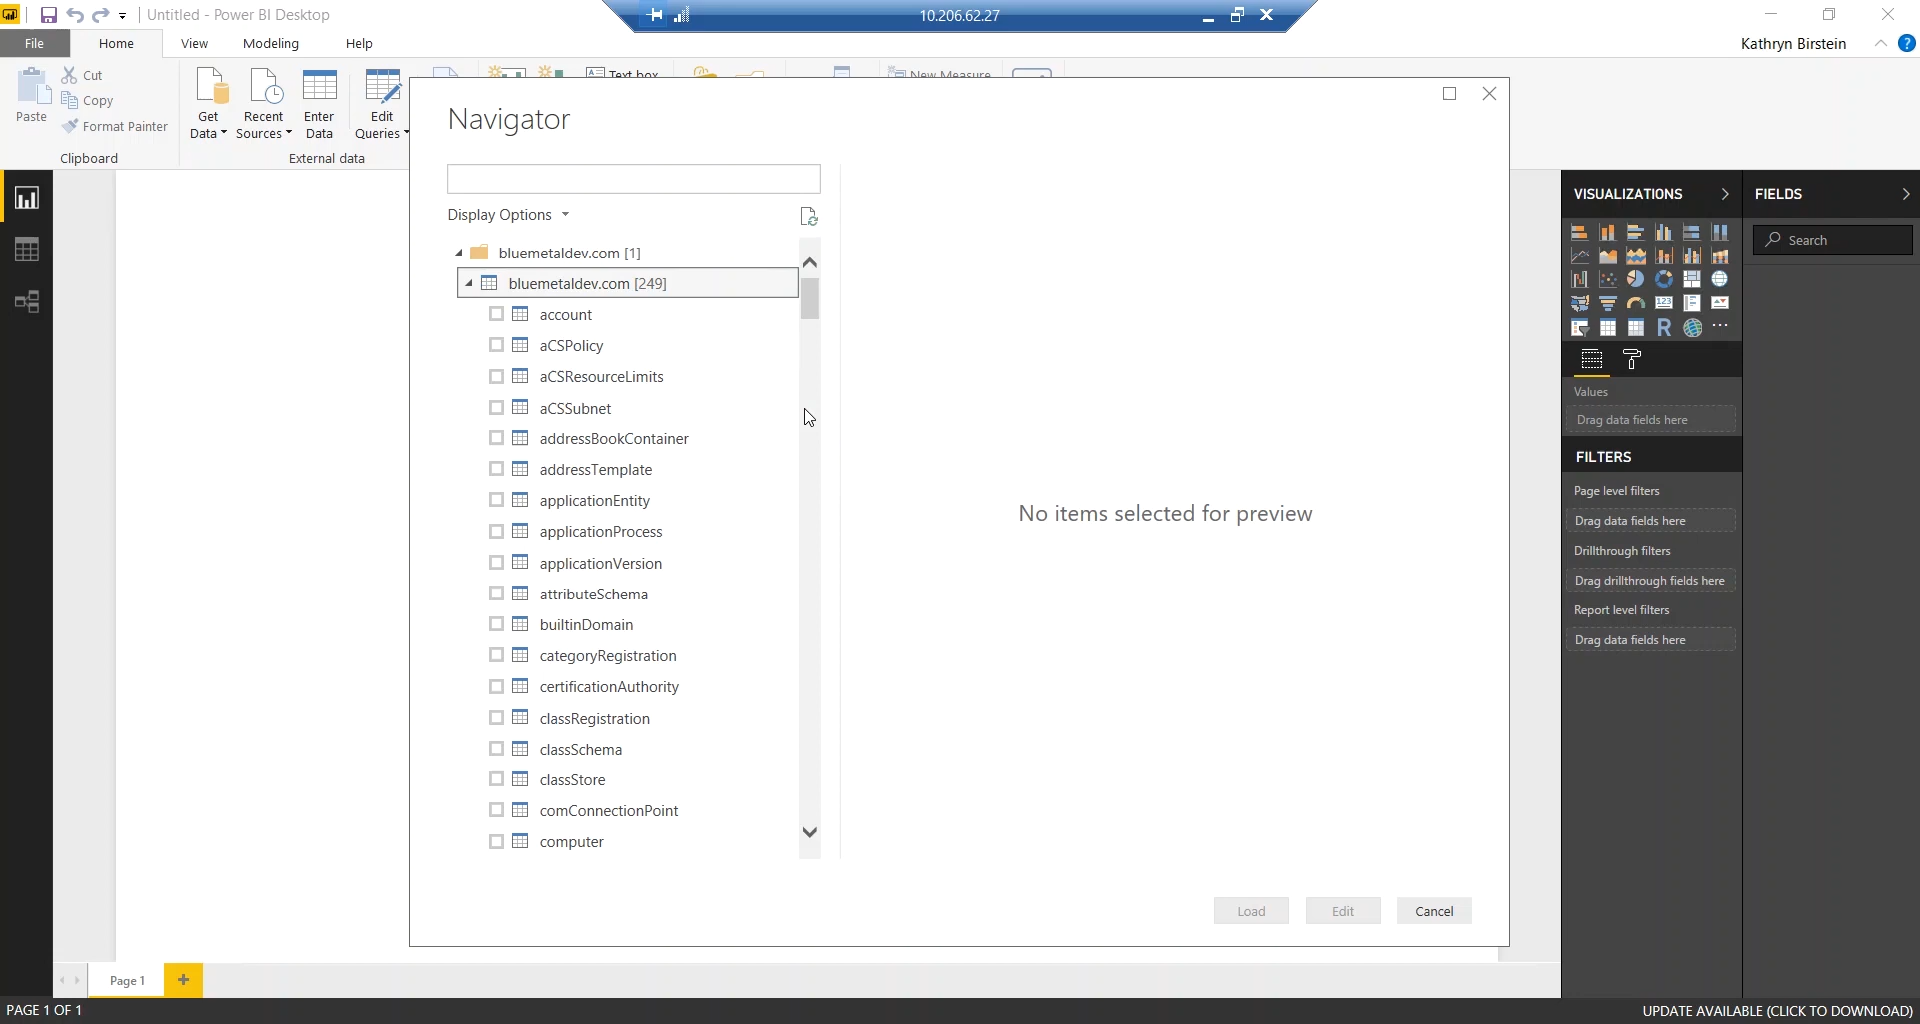 Untitled - Power BI Desktop
10.206.62.27
File
Home
View
Modeling
Help
Kathryn Birstein
?
Paste
Cut
Copy
Format Painter
Clipboard
Get Data
Recent Sources
Enter Data
Edit Queries
External data
Text box
New Measure
Navigator
Display Options
bluemetaldev.com [1]
bluemetaldev.com [249]
account
aCSPolicy
aCSResourceLimits
aCSSubnet
addressBookContainer
addressTemplate
applicationEntity
applicationProcess
applicationVersion
attributeSchema
builtinDomain
categoryRegistration
certificationAuthority
classRegistration
classSchema
classStore
comConnectionPoint
computer
No items selected for preview
Load
Edit
Cancel
VISUALIZATIONS
123
R
Values
Drag data fields here
FILTERS
Page level filters
Drag data fields here
Drillthrough filters
Drag drillthrough fields here
Report level filters
Drag data fields here
FIELDS
Search
Page 1
+
PAGE 1 OF 1
UPDATE AVAILABLE (CLICK TO DOWNLOAD)